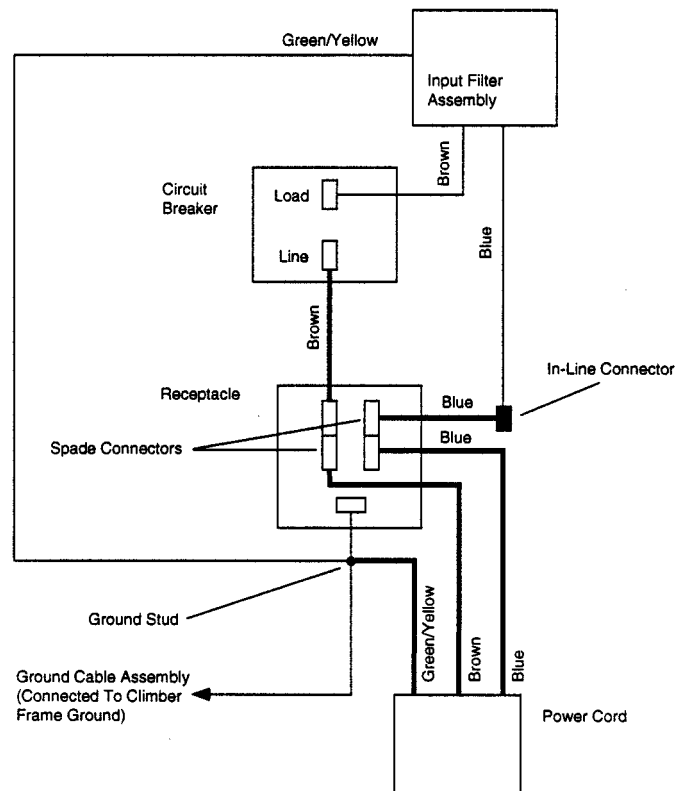 Green/Yellow
Input Filter
Assembly
Brown
Circuit
Breaker
Load
Line
Blue
Brown
In-Line Connector
Receptacle
Blue
Blue
Spade Connectors
Ground Stud
Green/Yellow
Brown
Blue
Ground Cable Assembly
(Connected To Climber
Frame Ground)
Power Cord